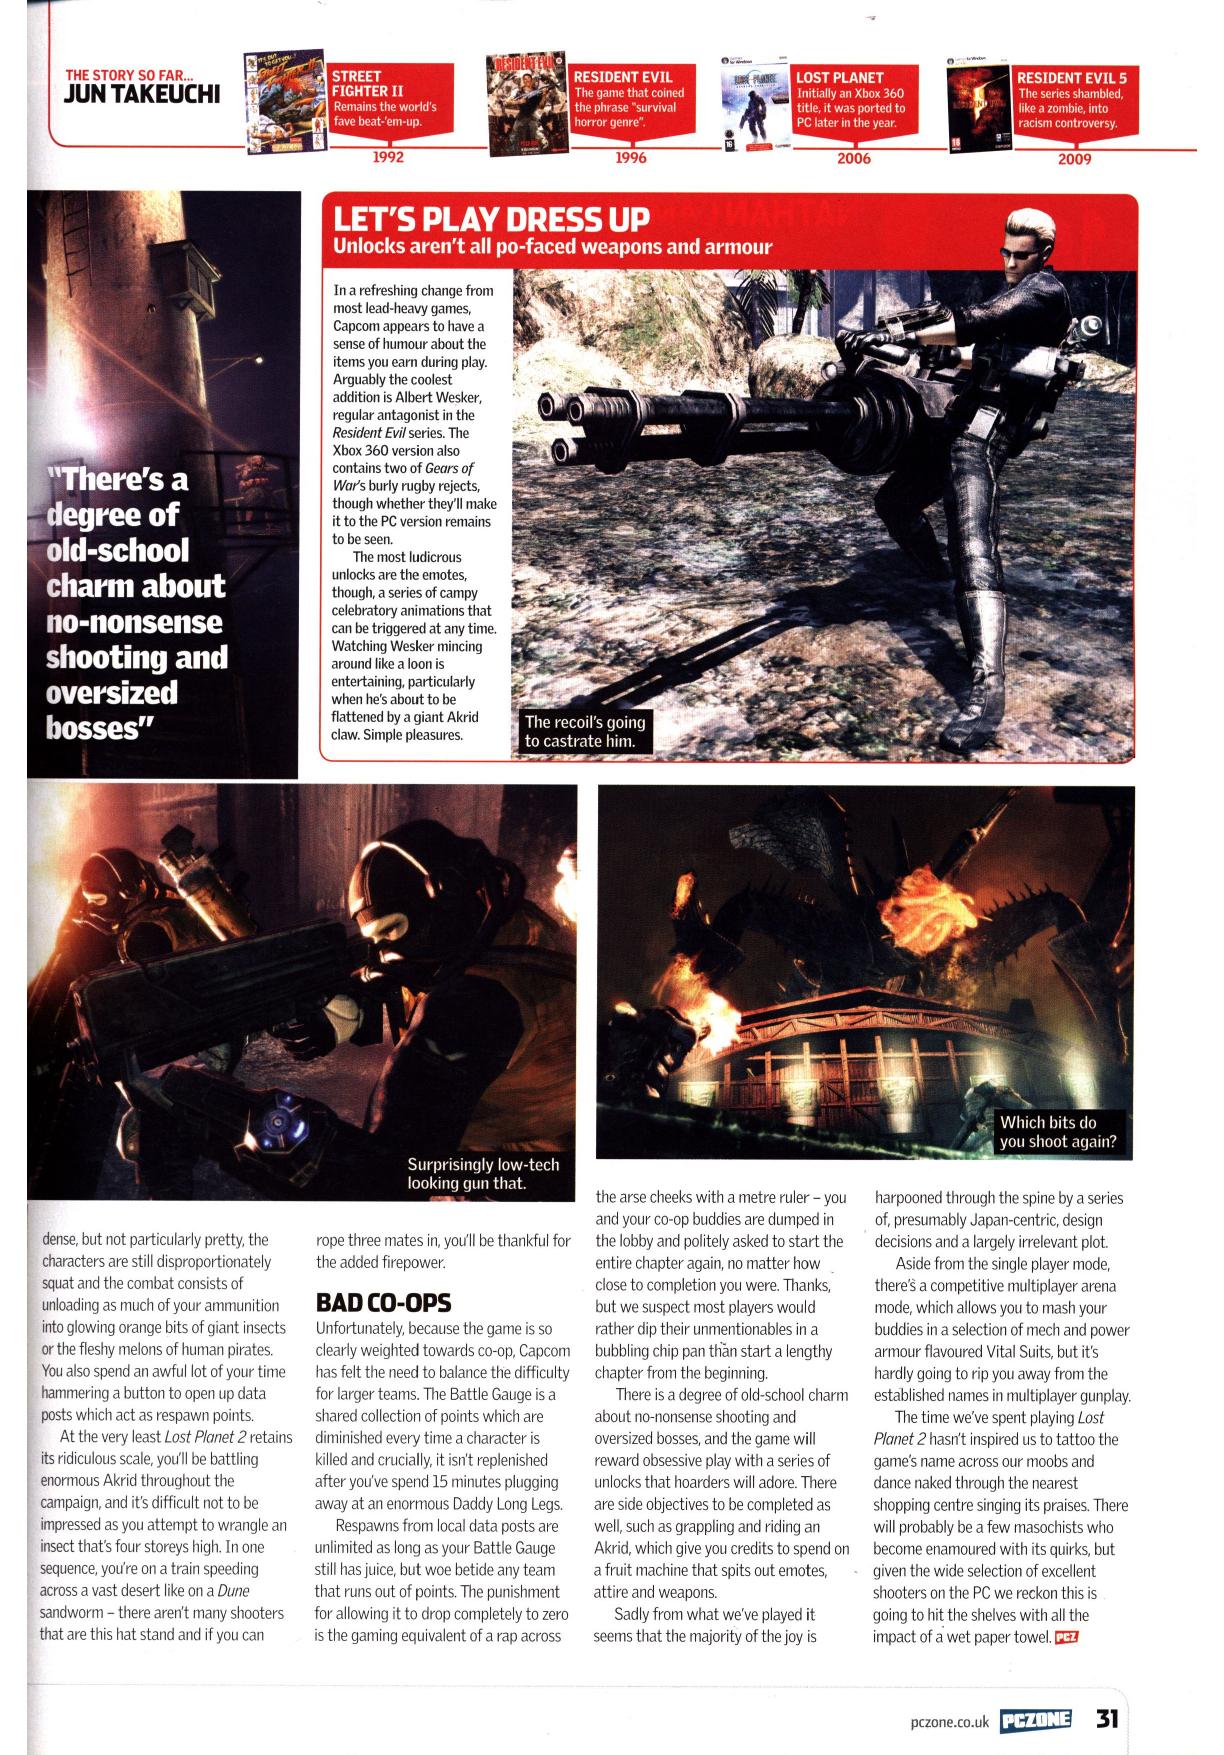 THE STORY SO FAR...
JUN TAKEUCHI
STREET
FIGHTER II
Remains the world's
fave beat-'em-up.
1992
RESIDENT EVIL
RESIDENT EVIL
The game that coined
the phrase "survival
horror genre".
1996
LOST PLANET
LOST PLANET
Initially an Xbox 360
title, it was ported to
PC later in the year.
2006
RESIDENT EVIL 5
The series shambled,
like a zombie, into
racism controversy.
2009
"There's a
degree of
old-school
charm about
no-nonsense
shooting and
oversized
bosses"
LET'S PLAY DRESS UP
Unlocks aren't all po-faced weapons and armour
In a refreshing change from
most lead-heavy games,
Capcom appears to have a
sense of humour about the
items you earn during play.
Arguably the coolest
addition is Albert Wesker,
regular antagonist in the
Resident Evil series. The
Xbox 360 version also
contains two of Gears of
War's burly rugby rejects,
though whether they'll make
it to the PC version remains
to be seen.
The most ludicrous
unlocks are the emotes,
though, a series of campy
celebratory animations that
can be triggered at any time.
Watching Wesker mincing
around like a loon is
entertaining, particularly
when he's about to be
flattened by a giant Akrid
claw. Simple pleasures.
The recoil's going
to castrate him.
Surprisingly low-tech
looking gun that.
Which bits do
you shoot again?
dense, but not particularly pretty, the
characters are still disproportionately
squat and the combat consists of
unloading as much of your ammunition
into glowing orange bits of giant insects
or the fleshy melons of human pirates.
You also spend an awful lot of your time
hammering a button to open up data
posts which act as respawn points.
At the very least Lost Planet 2 retains
its ridiculous scale, you'll be battling
enormous Akrid throughout the
campaign, and it's difficult not to be
impressed as you attempt to wrangle an
insect that's four storeys high. In one
sequence, you're on a train speeding
across a vast desert like on a Dune
sandworm – there aren't many shooters
that are this hat stand and if you can
rope three mates in, you'll be thankful for
the added firepower.
BAD CO-OPS
Unfortunately, because the game is so
clearly weighted towards co-op, Capcom
has felt the need to balance the difficulty
for larger teams. The Battle Gauge is a
shared collection of points which are
diminished every time a character is
killed and crucially, it isn't replenished
after you've spend 15 minutes plugging
away at an enormous Daddy Long Legs.
Respawns from local data posts are
unlimited as long as your Battle Gauge
still has juice, but woe betide any team
that runs out of points. The punishment
for allowing it to drop completely to zero
is the gaming equivalent of a rap across
the arse cheeks with a metre ruler – you
and your co-op buddies are dumped in
the lobby and politely asked to start the
entire chapter again, no matter how
close to completion you were. Thanks,
but we suspect most players would
rather dip their unmentionables in a
bubbling chip pan than start a lengthy
chapter from the beginning.
There is a degree of old-school charm
about no-nonsense shooting and
oversized bosses, and the game will
reward obsessive play with a series of
unlocks that hoarders will adore. There
are side objectives to be completed as
well, such as grappling and riding an
Akrid, which give you credits to spend on
a fruit machine that spits out emotes,
attire and weapons.
Sadly from what we've played it
seems that the majority of the joy is
harpooned through the spine by a series
of, presumably Japan-centric, design
decisions and a largely irrelevant plot.
Aside from the single player mode,
there's a competitive multiplayer arena
mode, which allows you to mash your
buddies in a selection of mech and power
armour flavoured Vital Suits, but it's
hardly going to rip you away from the
established names in multiplayer gunplay.
The time we've spent playing Lost
Planet 2 hasn't inspired us to tattoo the
game's name across our moobs and
dance naked through the nearest
shopping centre singing its praises. There
will probably be a few masochists who
become enamoured with its quirks, but
given the wide selection of excellent
shooters on the PC we reckon this is
going to hit the shelves with all the
impact of a wet paper towel. PCZ
pczone.co.uk PCZONE 31